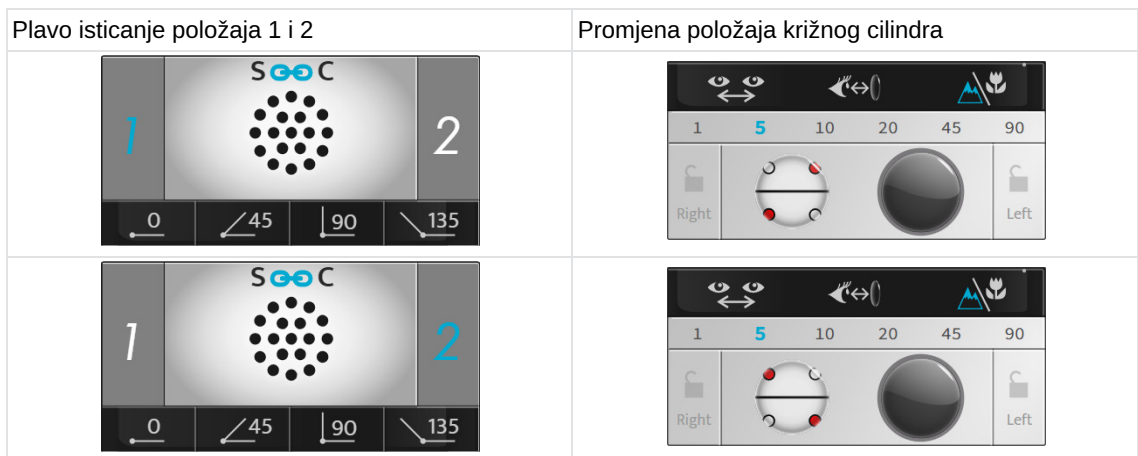 Plavo isticanje položaja 1 i 2
Promjena položaja križnog cilindra
S C
1
2
0 45 90 135
1 5 10 20 45 90
Right
Left
S C
1
2
0 45 90 135
1 5 10 20 45 90
Right
Left